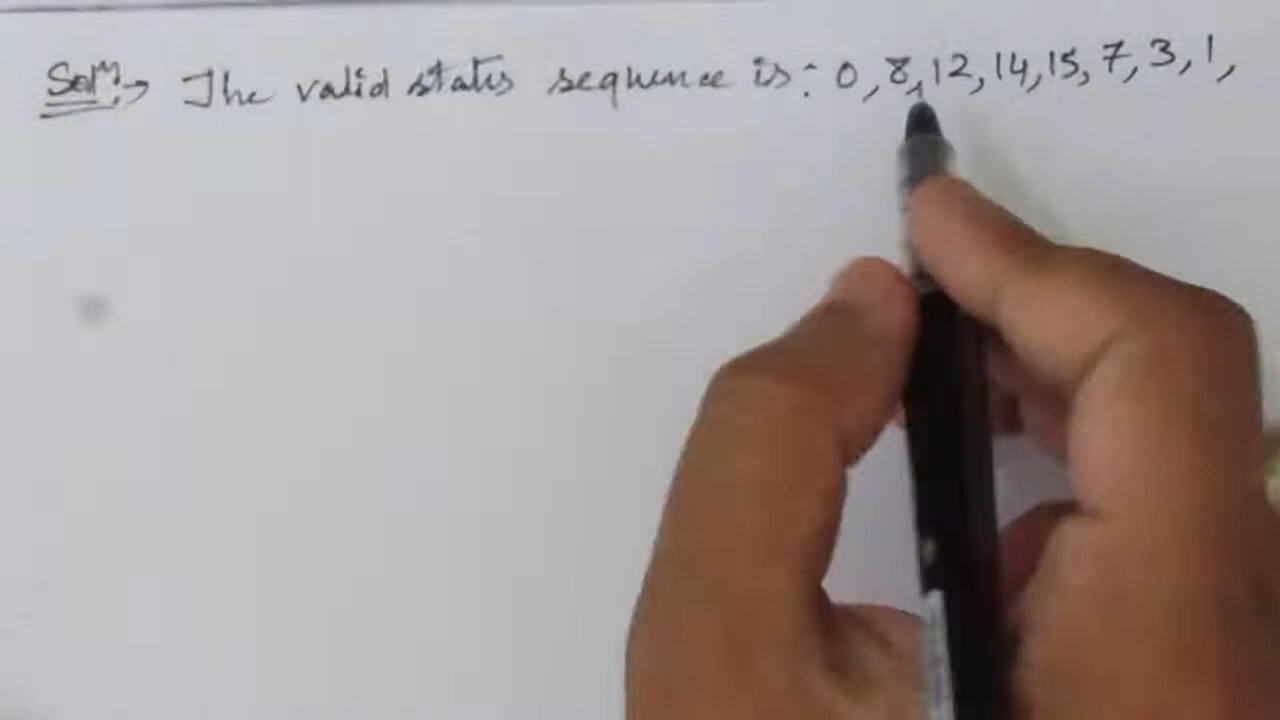 Solⁿ:→ The valid states sequence is: 0, 8, 12, 14, 15, 7, 3, 1,